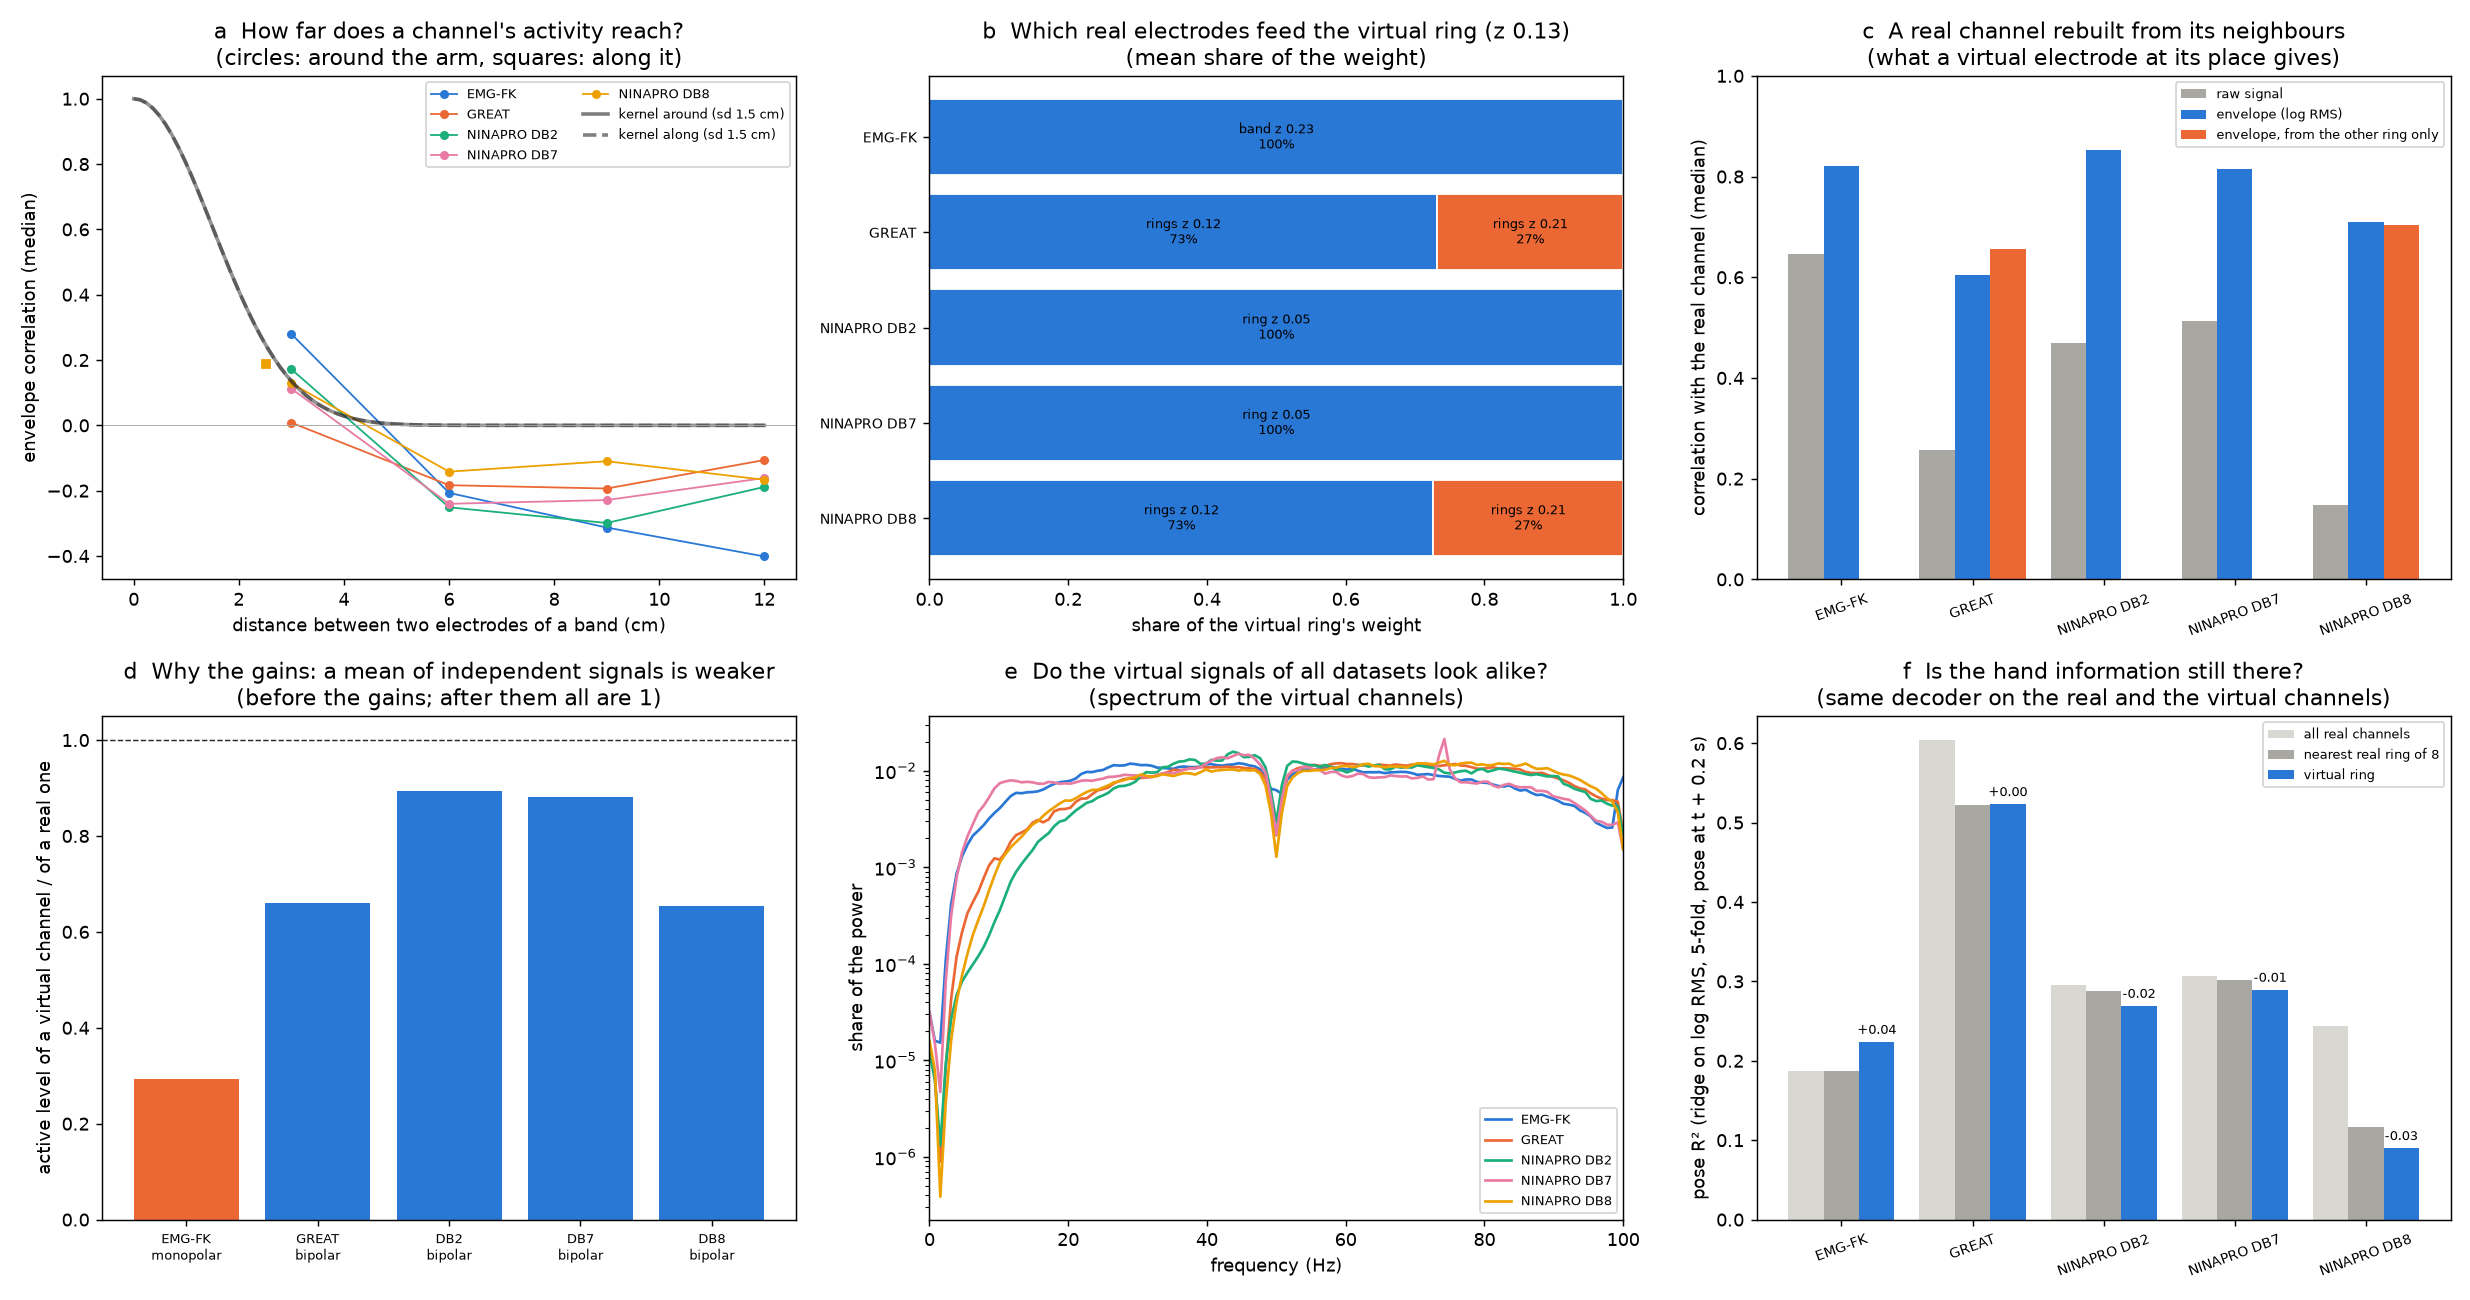 a  How far does a channel's activity reach?
(circles: around the arm, squares: along it)
EMG-FK
GREAT
NINAPRO DB2
NINAPRO DB7
NINAPRO DB8
kernel around (sd 1.5 cm)
kernel along (sd 1.5 cm)
envelope correlation (median)
1.0
0.8
0.6
0.4
0.2
0.0
−0.2
−0.4
0 2 4 6 8 10 12
distance between two electrodes of a band (cm)
b  Which real electrodes feed the virtual ring (z 0.13)
(mean share of the weight)
EMG-FK
band z 0.23
100%
GREAT
rings z 0.12
73%
rings z 0.21
27%
NINAPRO DB2
ring z 0.05
100%
NINAPRO DB7
ring z 0.05
100%
NINAPRO DB8
rings z 0.12
73%
rings z 0.21
27%
0.0 0.2 0.4 0.6 0.8 1.0
share of the virtual ring's weight
c  A real channel rebuilt from its neighbours
(what a virtual electrode at its place gives)
raw signal
envelope (log RMS)
envelope, from the other ring only
correlation with the real channel (median)
1.0
0.8
0.6
0.4
0.2
0.0
EMG-FK
GREAT
NINAPRO DB2
NINAPRO DB7
NINAPRO DB8
d  Why the gains: a mean of independent signals is weaker
(before the gains; after them all are 1)
active level of a virtual channel / of a real one
1.0
0.8
0.6
0.4
0.2
0.0
EMG-FK
monopolar
GREAT
bipolar
DB2
bipolar
DB7
bipolar
DB8
bipolar
e  Do the virtual signals of all datasets look alike?
(spectrum of the virtual channels)
share of the power
10⁻²
10⁻³
10⁻⁴
10⁻⁵
10⁻⁶
EMG-FK
GREAT
NINAPRO DB2
NINAPRO DB7
NINAPRO DB8
0 20 40 60 80 100
frequency (Hz)
f  Is the hand information still there?
(same decoder on the real and the virtual channels)
all real channels
nearest real ring of 8
virtual ring
pose R² (ridge on log RMS, 5-fold, pose at t + 0.2 s)
0.6
0.5
0.4
0.3
0.2
0.1
0.0
+0.04
+0.00
-0.02
-0.01
-0.03
EMG-FK
GREAT
NINAPRO DB2
NINAPRO DB7
NINAPRO DB8